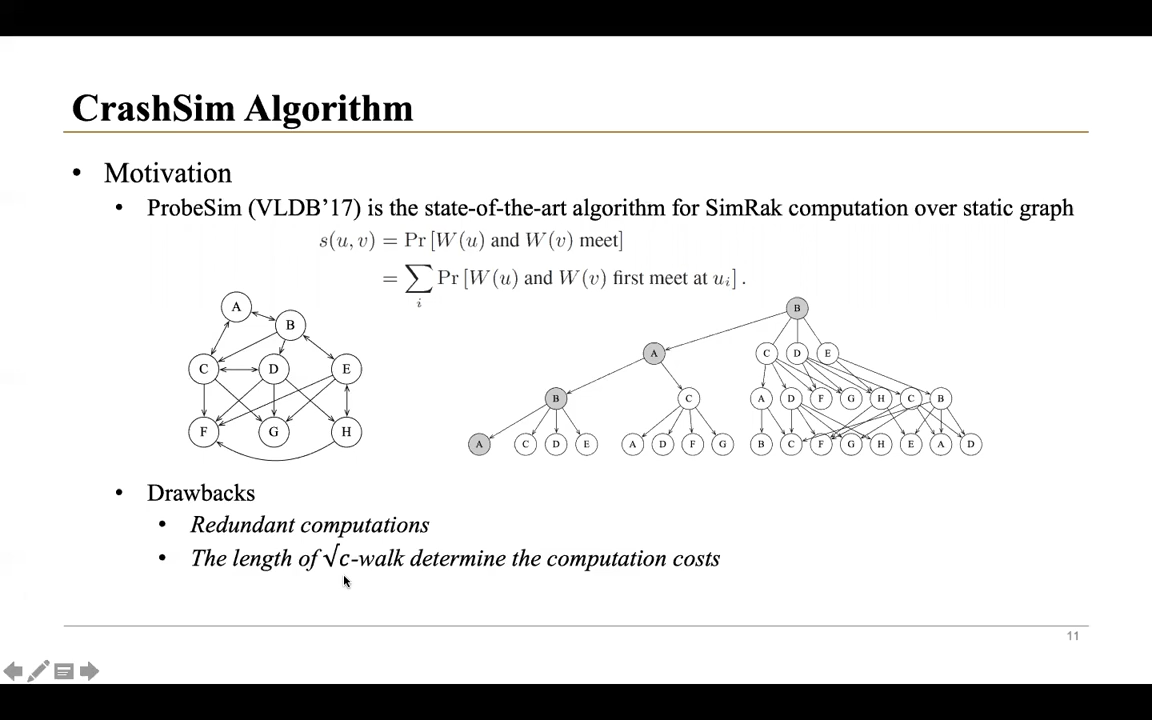 CrashSim Algorithm
• Motivation
• ProbeSim (VLDB’17) is the state-of-the-art algorithm for SimRak computation over static graph
s(u, v) = Pr [W(u) and W(v) meet]
= ∑ Pr [W(u) and W(v) first meet at uᵢ] .
i
A
B
C D E
F G H
B
A C D E
B C A D F G H C B
A C D E A D F G B C F G H E A D
• Drawbacks
• Redundant computations
• The length of √c-walk determine the computation costs
11